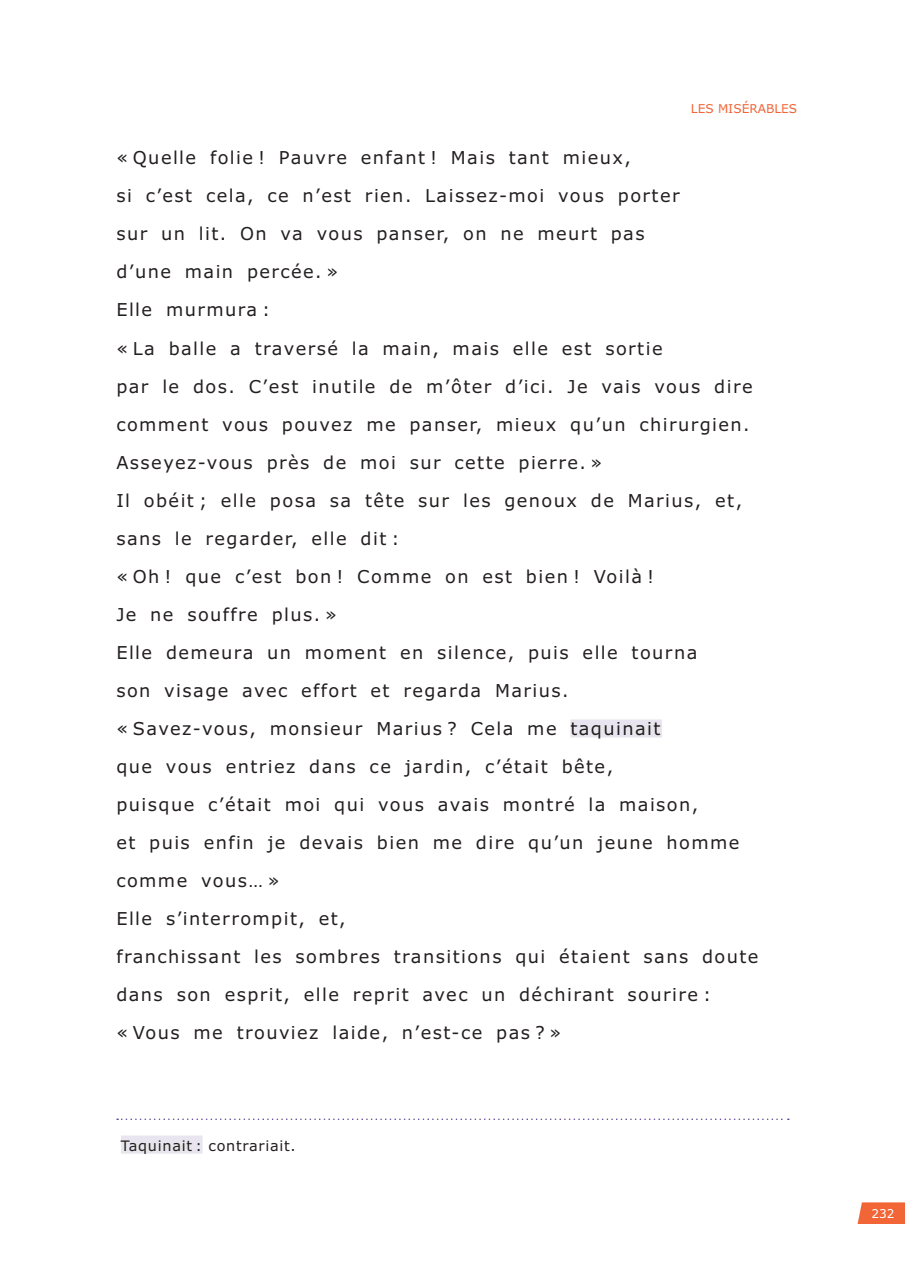 LES MISÉRABLES
« Quelle folie ! Pauvre enfant ! Mais tant mieux,
si c’est cela, ce n’est rien. Laissez-moi vous porter
sur un lit. On va vous panser, on ne meurt pas
d’une main percée. »
Elle murmura :
« La balle a traversé la main, mais elle est sortie
par le dos. C’est inutile de m’ôter d’ici. Je vais vous dire
comment vous pouvez me panser, mieux qu’un chirurgien.
Asseyez-vous près de moi sur cette pierre. »
Il obéit ; elle posa sa tête sur les genoux de Marius, et,
sans le regarder, elle dit :
« Oh ! que c’est bon ! Comme on est bien ! Voilà !
Je ne souffre plus. »
Elle demeura un moment en silence, puis elle tourna
son visage avec effort et regarda Marius.
« Savez-vous, monsieur Marius ? Cela me taquinait
que vous entriez dans ce jardin, c’était bête,
puisque c’était moi qui vous avais montré la maison,
et puis enfin je devais bien me dire qu’un jeune homme
comme vous… »
Elle s’interrompit, et,
franchissant les sombres transitions qui étaient sans doute
dans son esprit, elle reprit avec un déchirant sourire :
« Vous me trouviez laide, n’est-ce pas ? »
Taquinait : contrariait.
232